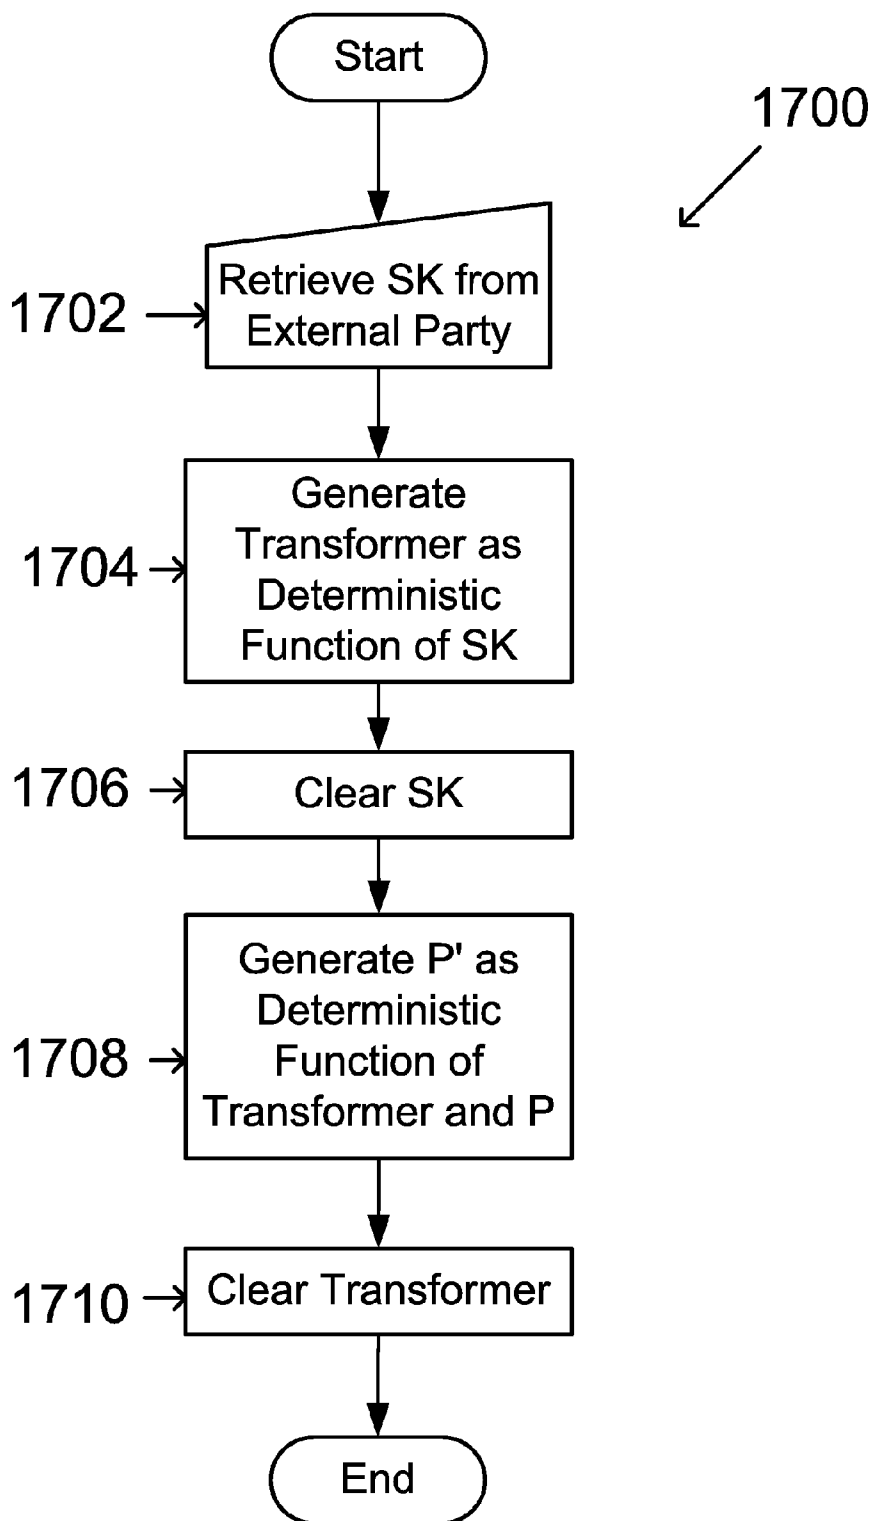 Start
1700
Retrieve SK from
External Party
1702
Generate
Transformer as
Deterministic
Function of SK
1704
Clear SK
1706
Generate P' as
Deterministic
Function of
Transformer and P
1708
Clear Transformer
1710
End